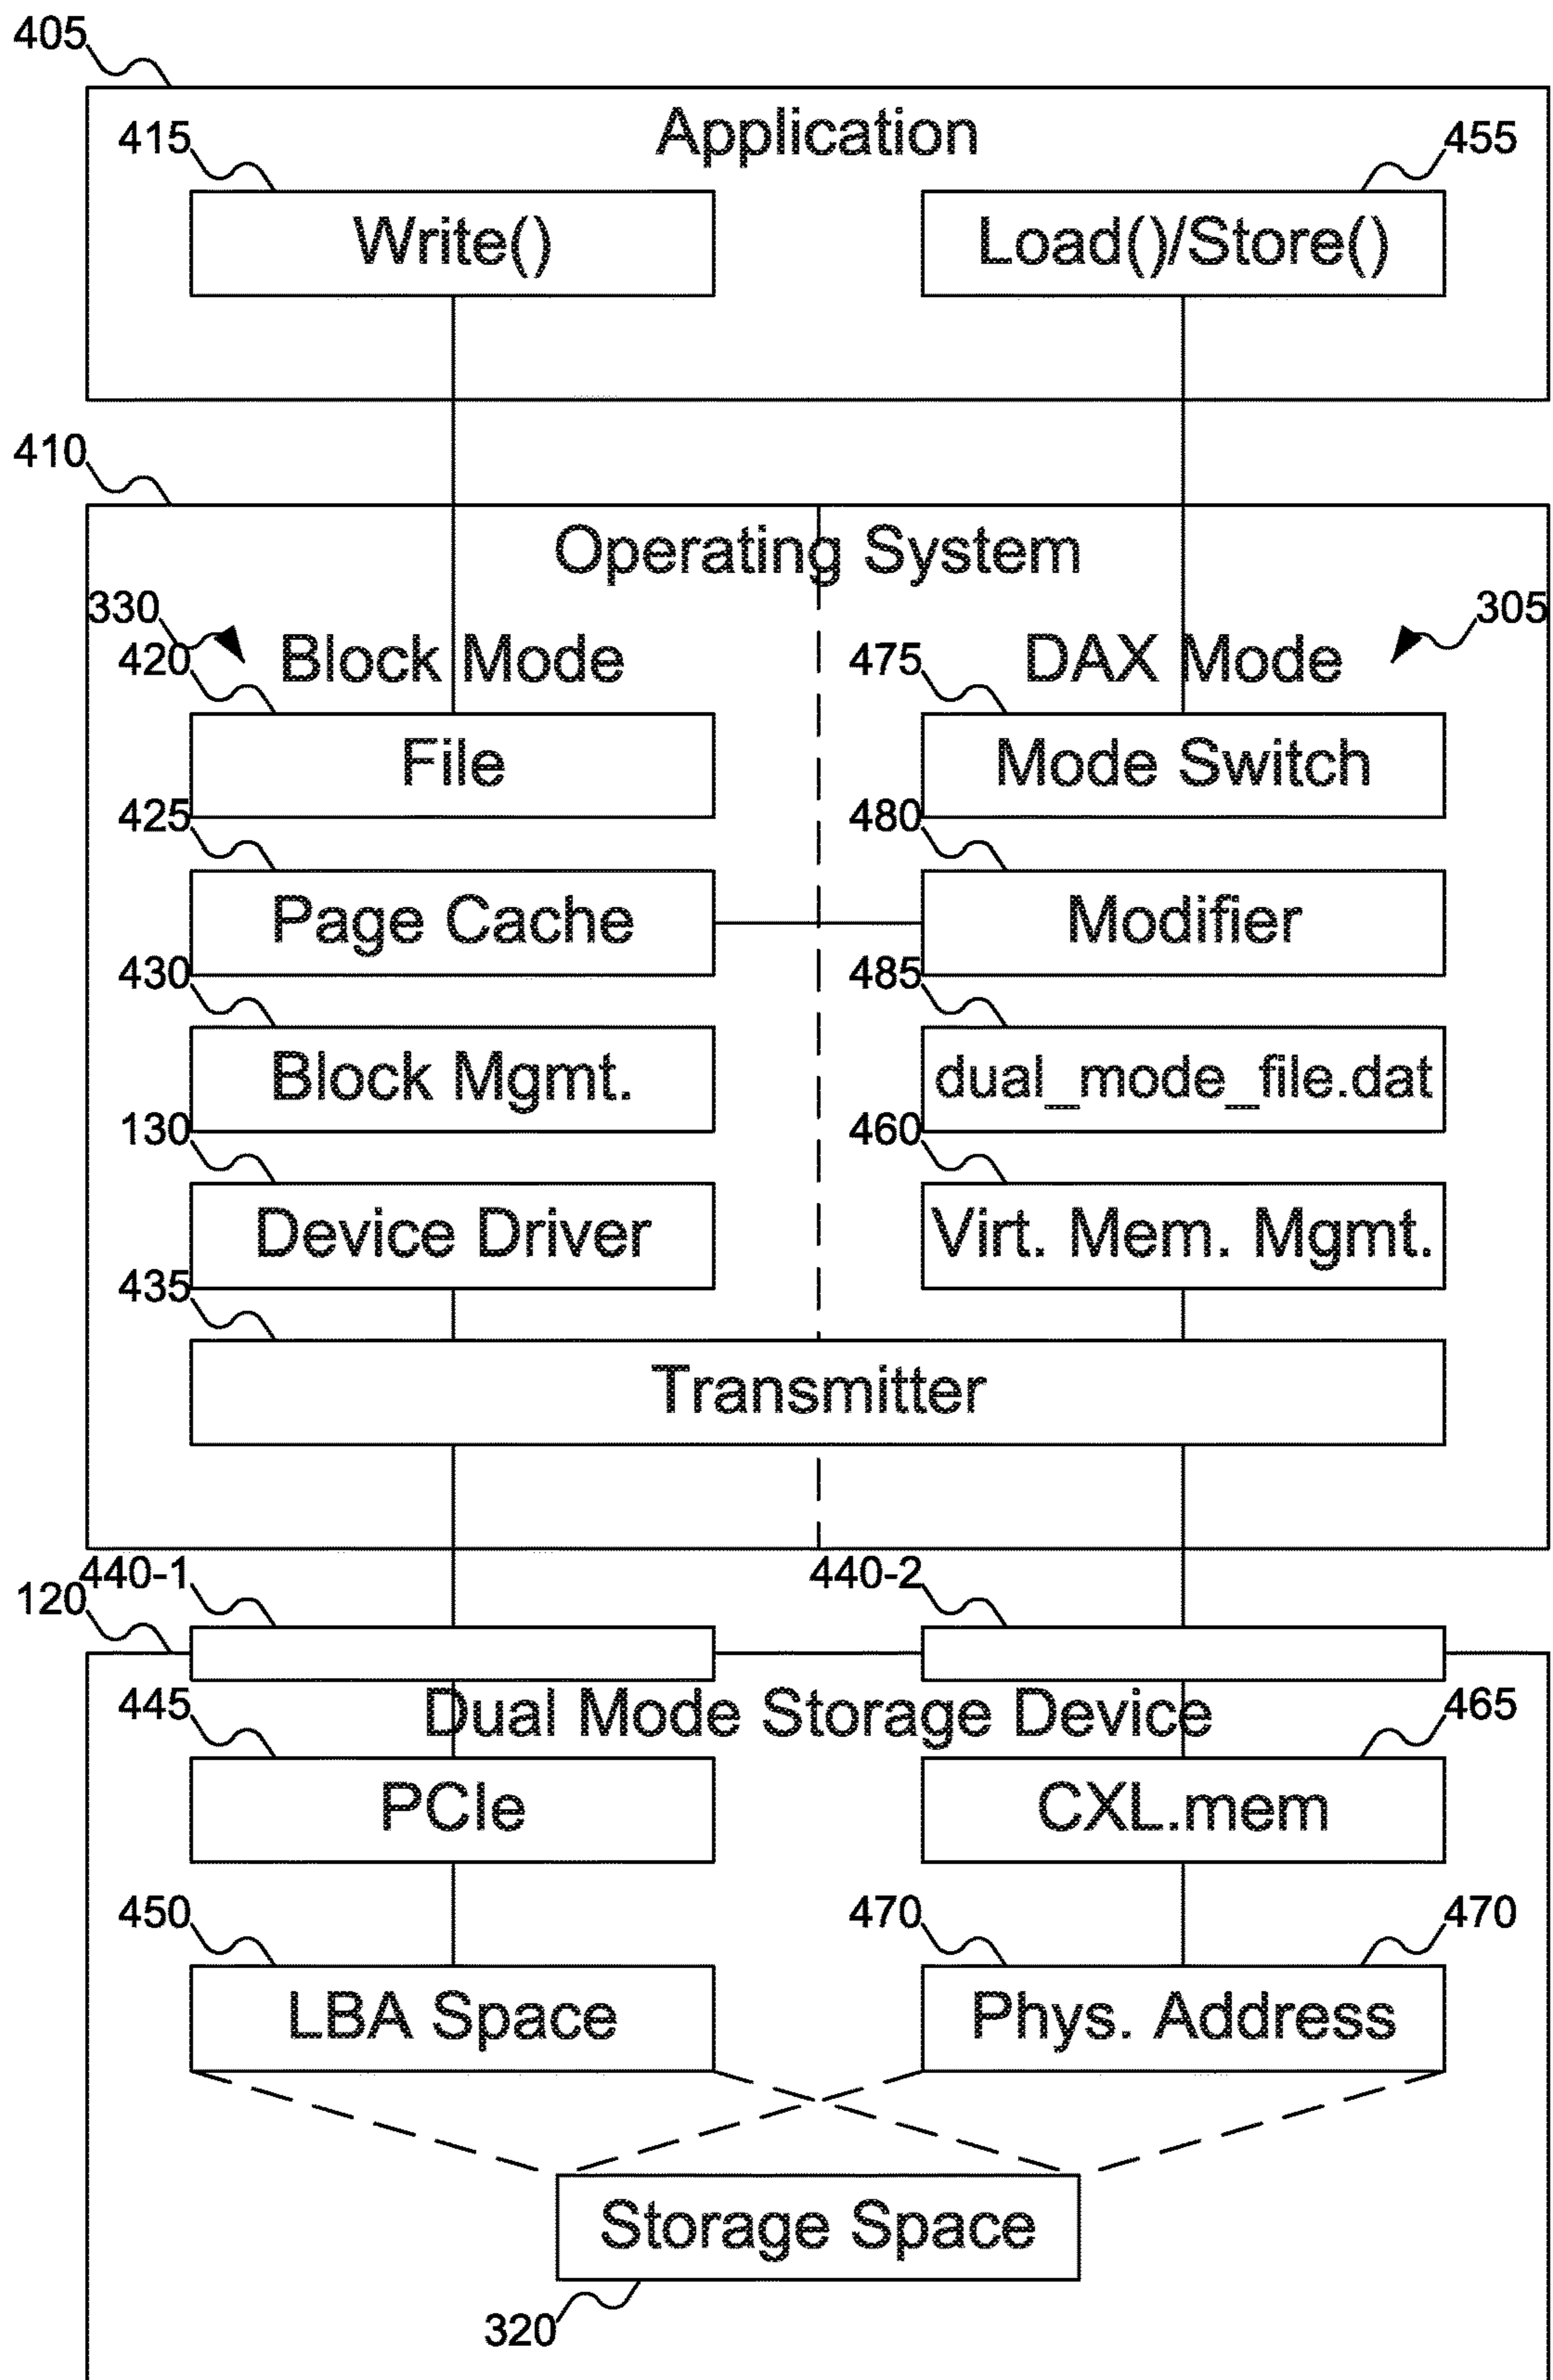 405
Application
415
455
Write()
Load()/Store()
410
Operating System
330
305
Block Mode
DAX Mode
420
475
File
Mode Switch
425
480
Page Cache
Modifier
430
485
Block Mgmt.
dual_mode_file.dat
130
460
Device Driver
Virt. Mem. Mgmt.
435
Transmitter
440-1
440-2
120
Dual Mode Storage Device
445
465
PCIe
CXL.mem
450
470
470
LBA Space
Phys. Address
Storage Space
320